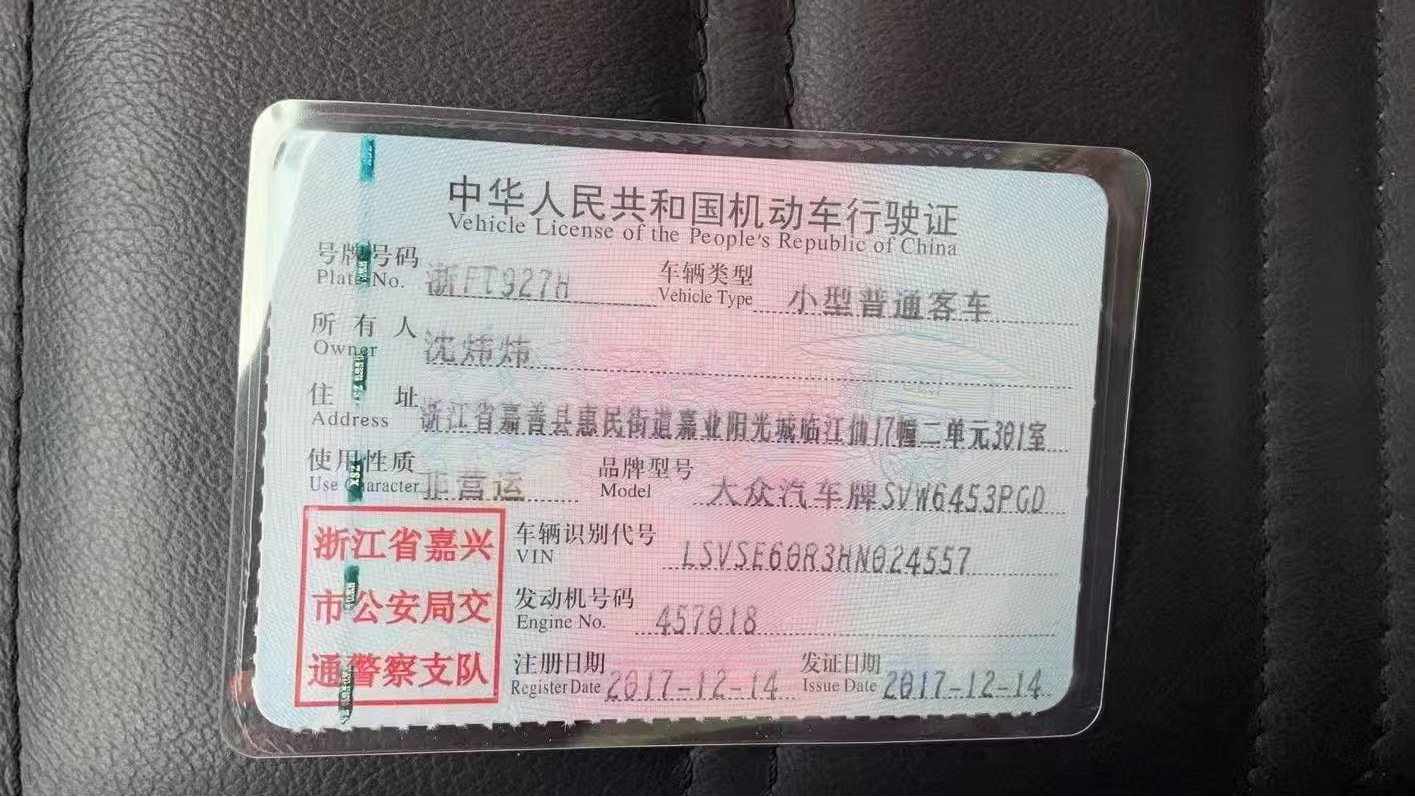 中华人民共和国机动车行驶证
Vehicle License of the People's Republic of China
号牌号码 浙FT927H 车辆类型 小型普通客车
Plate No. Vehicle Type
所有人 沈炜炜
Owner
住址 浙江省嘉善县惠民街道嘉业阳光城临江仙17幢二单元301室
Address
使用性质 非营运 品牌型号 大众汽车牌SVW6453PGD
Use Character Model
车辆识别代号 LSVSE60R3HN024557
VIN
发动机号码 457018
Engine No.
注册日期 2017-12-14 发证日期 2017-12-14
Register Date Issue Date
浙江省嘉兴
市公安局交
通警察支队